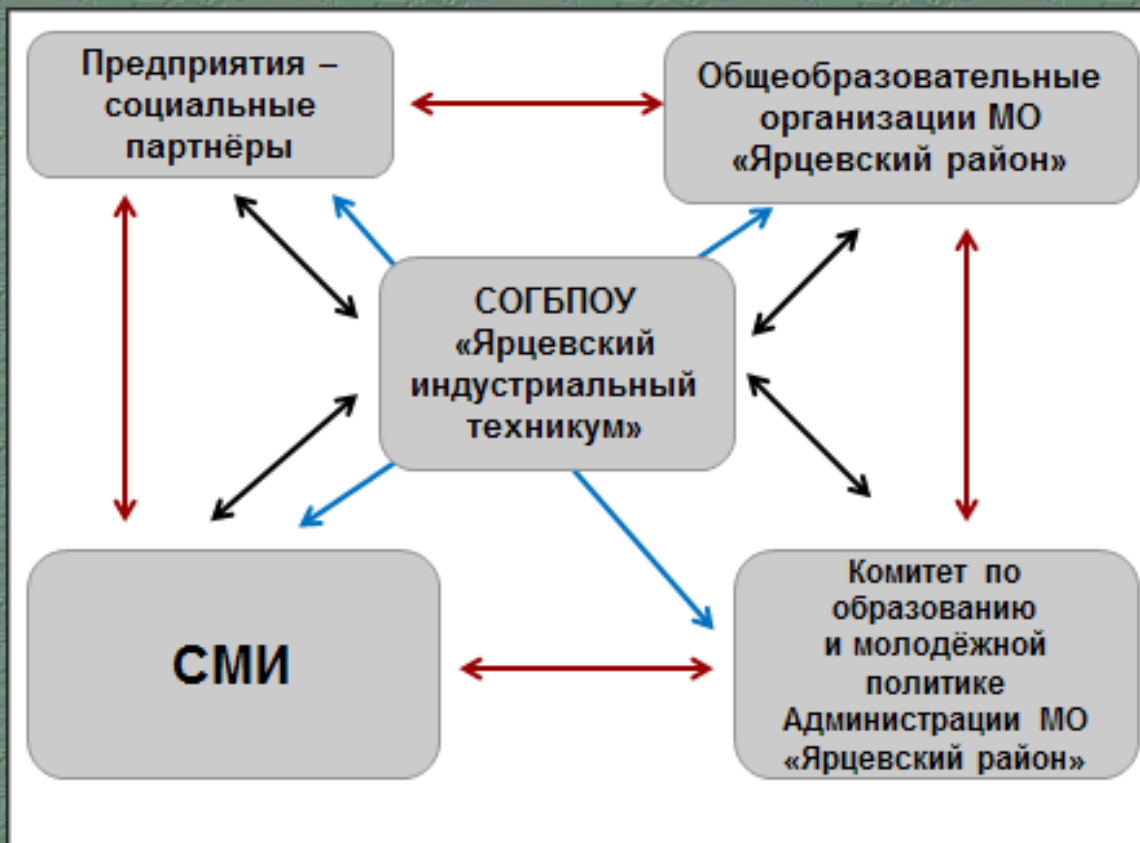 Предприятия –
социальные
партнёры
Общеобразовательные
организации МО
«Ярцевский район»
СОГБПОУ
«Ярцевский
индустриальный
техникум»
СМИ
Комитет по
образованию
и молодёжной
политике
Администрации МО
«Ярцевский район»